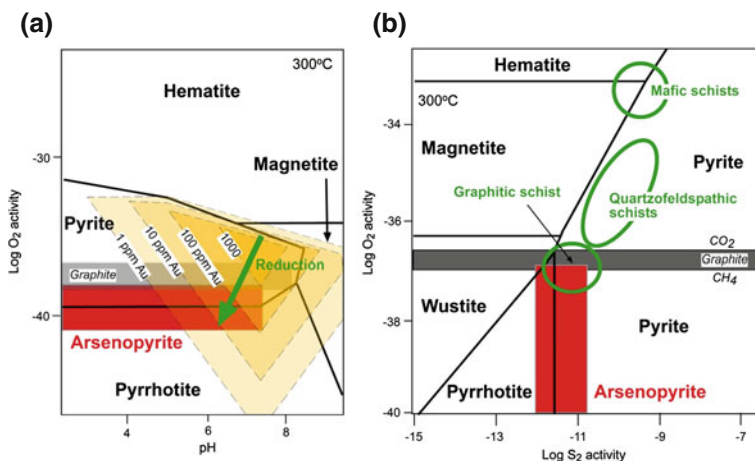 (a)
300ºC
Hematite
-30
Magnetite
Log O2 activity
Pyrite
1 ppm Au
10 ppm Au
100 ppm Au
1000
Reduction
Graphite
-40
Arsenopyrite
Pyrrhotite
4
6
8
pH
(b)
Hematite
300ºC
Mafic schists
-34
Magnetite
Pyrite
Graphitic schist
Quartzofeldspathic
schists
Log O2 activity
-36
CO2
Graphite
CH4
Wustite
-38
Pyrite
Pyrrhotite
Arsenopyrite
-40
-15
-13
-11
-9
-7
Log S2 activity